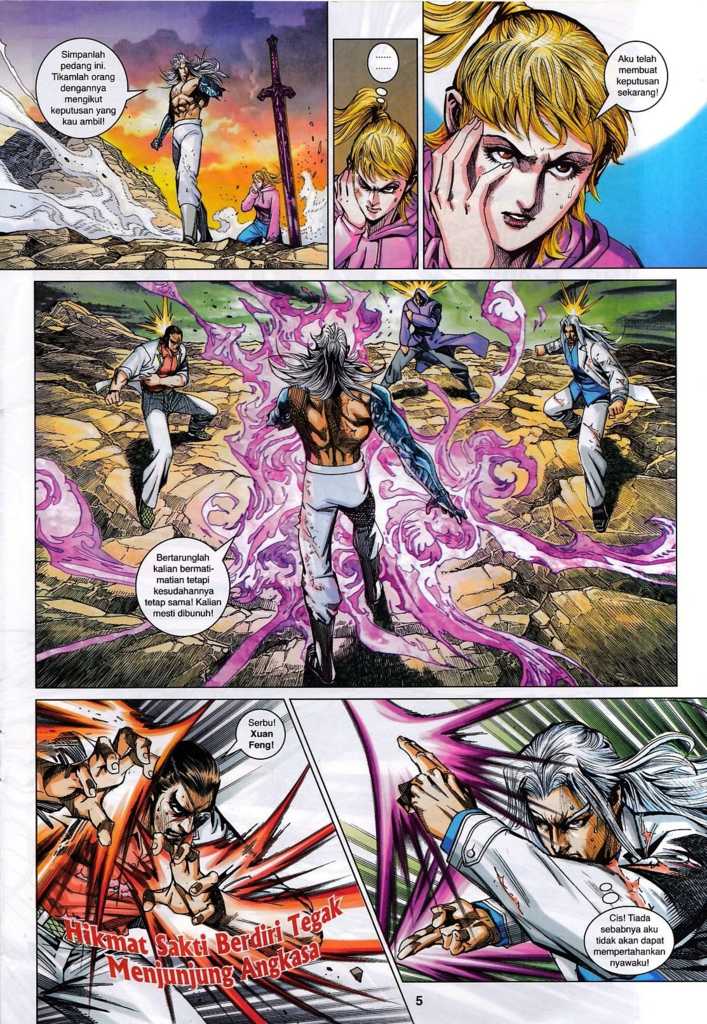 Simpanlah
pedang ini.
Tikamlah orang
dengannya
mengikut
keputusan yang
kau ambil!
......
......
Aku telah
membuat
keputusan
sekarang!
Bertarunglah
kalian bermati-
matian tetapi
kesudahannya
tetap sama! Kalian
mesti dibunuh!
Serbu!
Xuan
Feng!
Hikmat Sakti Berdiri Tegak
Menjunjung Angkasa
Cis! Tiada
sebabnya aku
tidak akan dapat
mempertahankan
nyawaku!
5